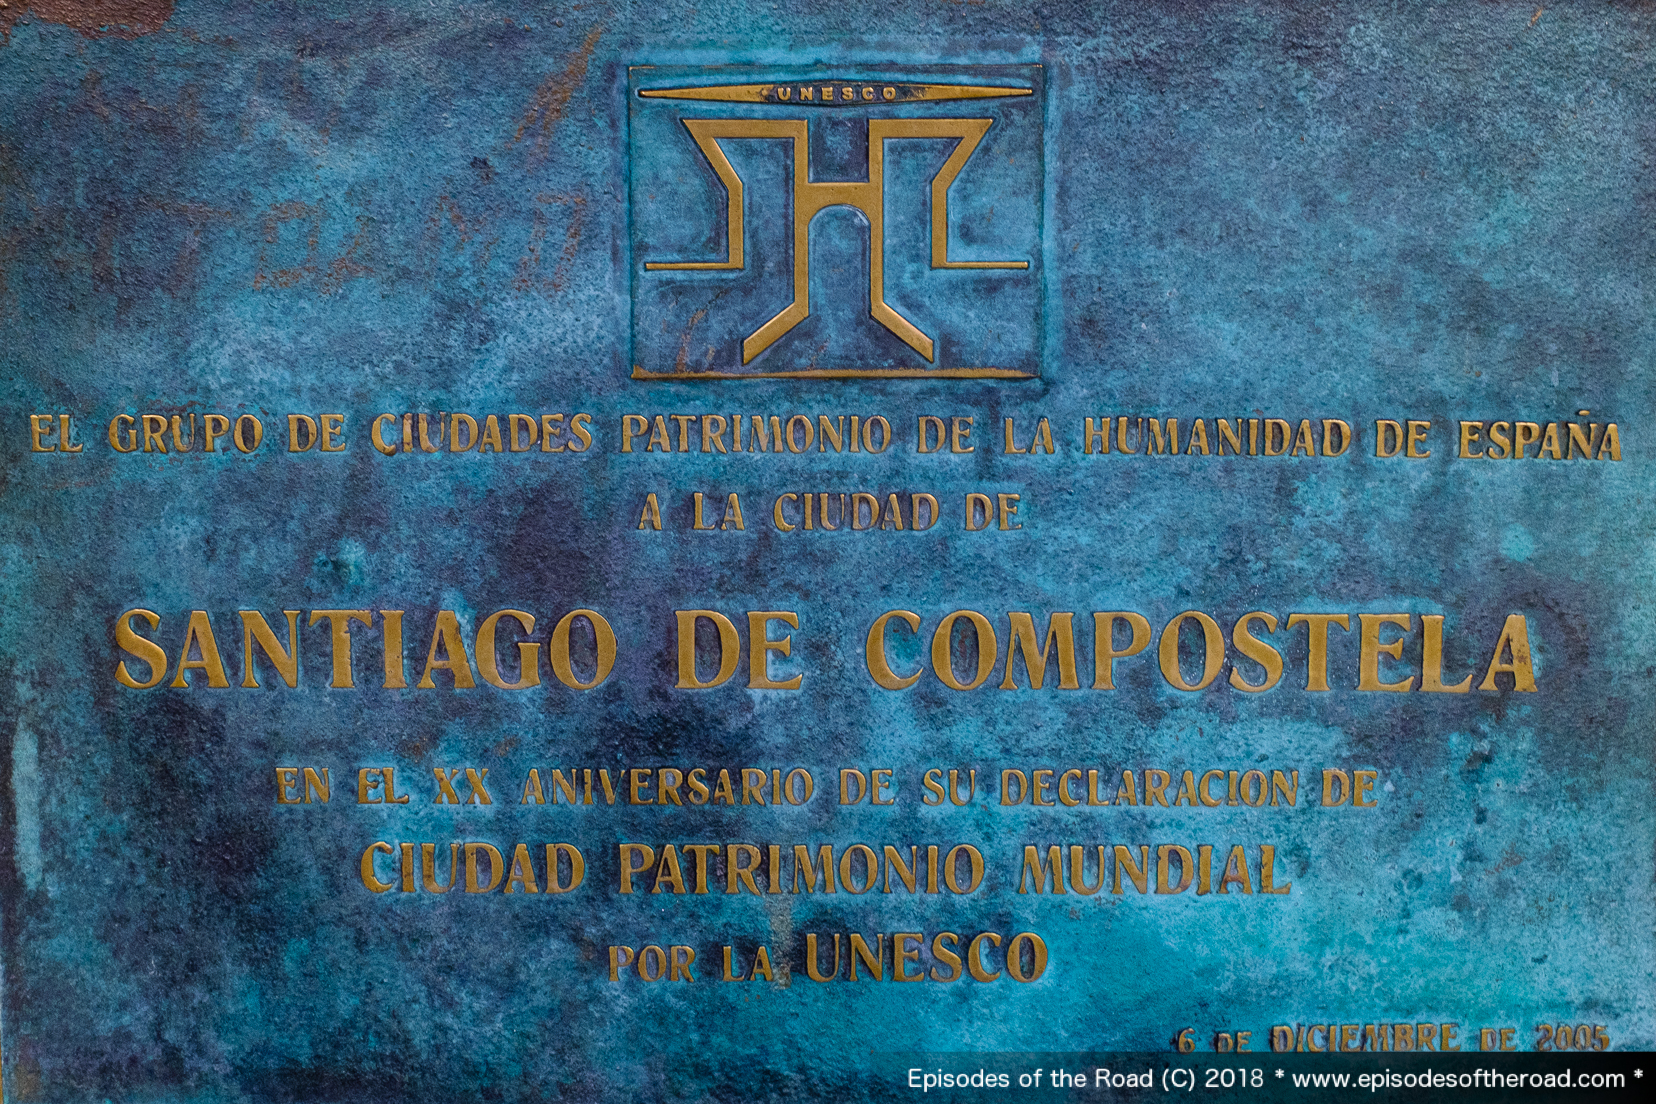 UNESCO
EL GRUPO DE CIUDADES PATRIMONIO DE LA HUMANIDAD DE ESPAÑA
A LA CIUDAD DE
SANTIAGO DE COMPOSTELA
EN EL XX ANIVERSARIO DE SU DECLARACION DE
CIUDAD PATRIMONIO MUNDIAL
POR LA UNESCO
6 DE DICIEMBRE DE 2005
Episodes of the Road (C) 2018 * www.episodesoftheroad.com *